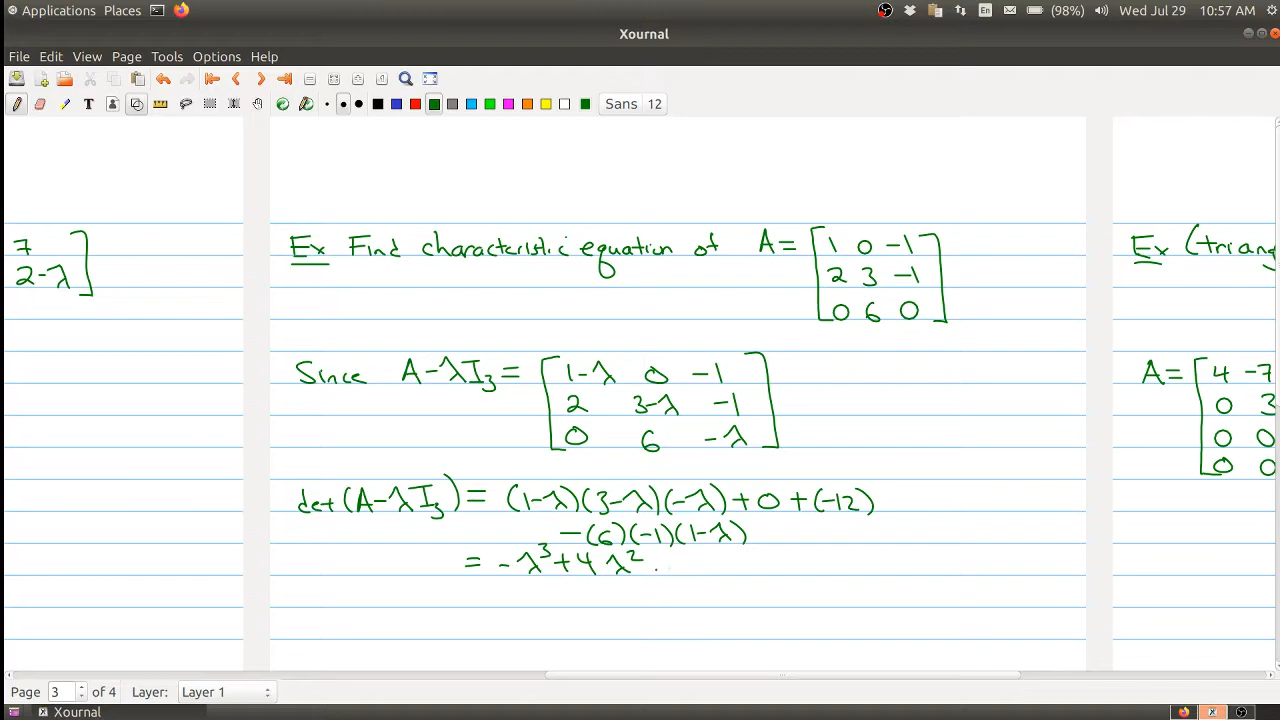 Applications Places (98%) Wed Jul 29 10:57 AM
En
Xournal
File Edit View Page Tools Options Help
T Sans 12
7
2-λ
Ex Find characteristic equation of A= [1 0 -1
2 3 -1
0 6 0]
Since A-λI₃ = [1-λ 0 -1
2 3-λ -1
0 6 -λ]
det(A-λI₃) = (1-λ)(3-λ)(-λ)+0+(-12)
-(6)(-1)(1-λ)
= -λ³+4λ²
Ex (triang
A= [4 -7
0 3
0 0
0 0
Page 3 of 4 Layer: Layer 1
Xournal